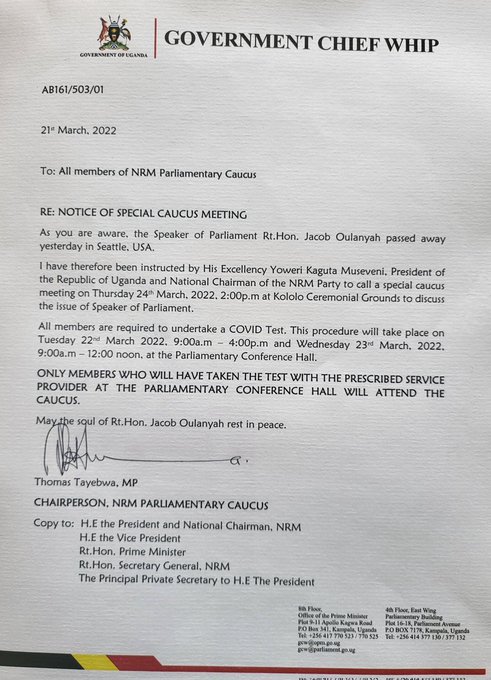 GOVERNMENT OF UGANDA
GOVERNMENT CHIEF WHIP
AB161/503/01
21st March, 2022
To: All members of NRM Parliamentary Caucus
RE: NOTICE OF SPECIAL CAUCUS MEETING
As you are aware, the Speaker of Parliament Rt.Hon. Jacob Oulanyah passed away
yesterday in Seattle, USA.
I have therefore been instructed by His Excellency Yoweri Kaguta Museveni, President of
the Republic of Uganda and National Chairman of the NRM Party to call a special caucus
meeting on Thursday 24th March, 2022, 2:00p.m at Kololo Ceremonial Grounds to discuss
the issue of Speaker of Parliament.
All members are required to undertake a COVID Test. This procedure will take place on
Tuesday 22nd March 2022, 9:00a.m – 4:00p.m and Wednesday 23rd March, 2022,
9:00a.m – 12:00 noon, at the Parliamentary Conference Hall.
ONLY MEMBERS WHO WILL HAVE TAKEN THE TEST WITH THE PRESCRIBED SERVICE
PROVIDER AT THE PARLIAMENTARY CONFERENCE HALL WILL ATTEND THE
CAUCUS.
May the soul of Rt.Hon. Jacob Oulanyah rest in peace.
Thomas Tayebwa, MP
CHAIRPERSON, NRM PARLIAMENTARY CAUCUS
Copy to: H.E the President and National Chairman, NRM
H.E the Vice President
Rt.Hon. Prime Minister
Rt.Hon. Secretary General, NRM
The Principal Private Secretary to H.E The President
8th Floor,
Office of the Prime Minister
Plot 9-11 Apollo Kagwa Road
P.O Box 341, Kampala, Uganda
Tel: +256 417 770 523 / 770 525
gcw@opm.go.ug
gcw@parliament.go.ug
4th Floor, East Wing
Parliamentary Building
Plot 16-18, Parliament Avenue
P.O BOX 7178, Kampala, Uganda
Tel: +256 414 377 130 / 377 132